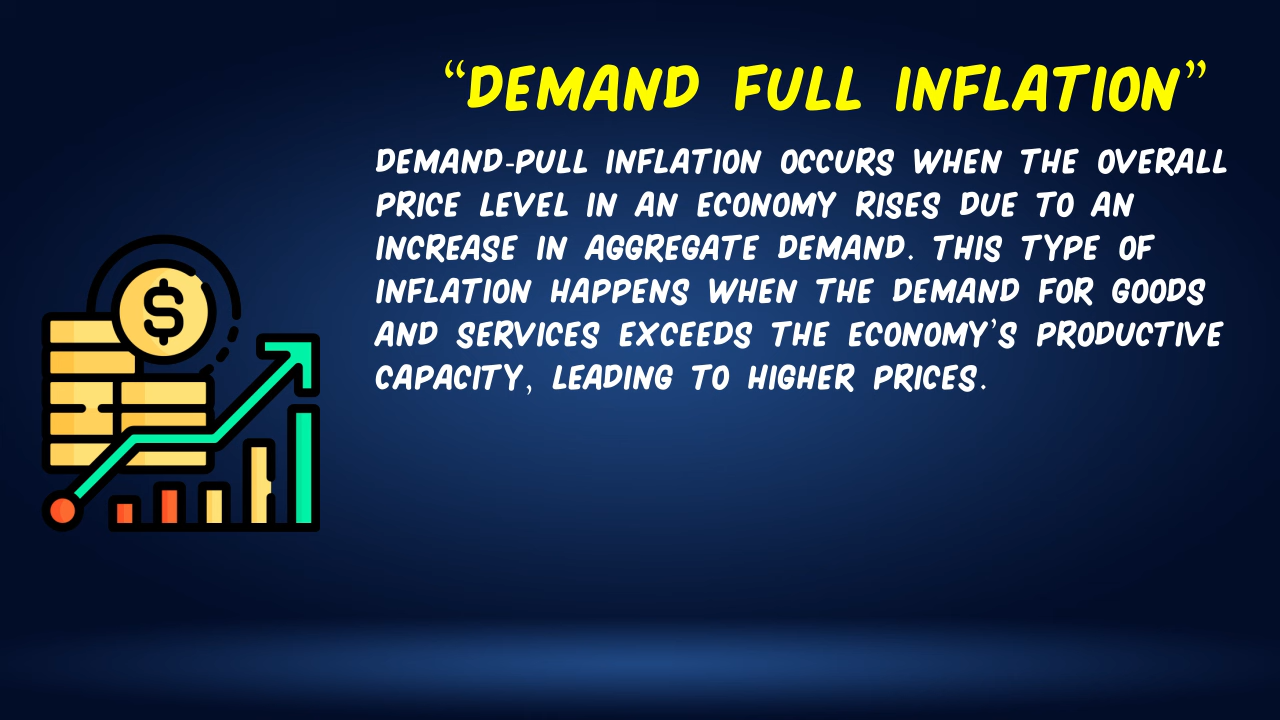 “DEMAND FULL INFLATION”
DEMAND-PULL INFLATION OCCURS WHEN THE OVERALL
PRICE LEVEL IN AN ECONOMY RISES DUE TO AN
INCREASE IN AGGREGATE DEMAND. THIS TYPE OF
INFLATION HAPPENS WHEN THE DEMAND FOR GOODS
AND SERVICES EXCEEDS THE ECONOMY’S PRODUCTIVE
CAPACITY, LEADING TO HIGHER PRICES.
$